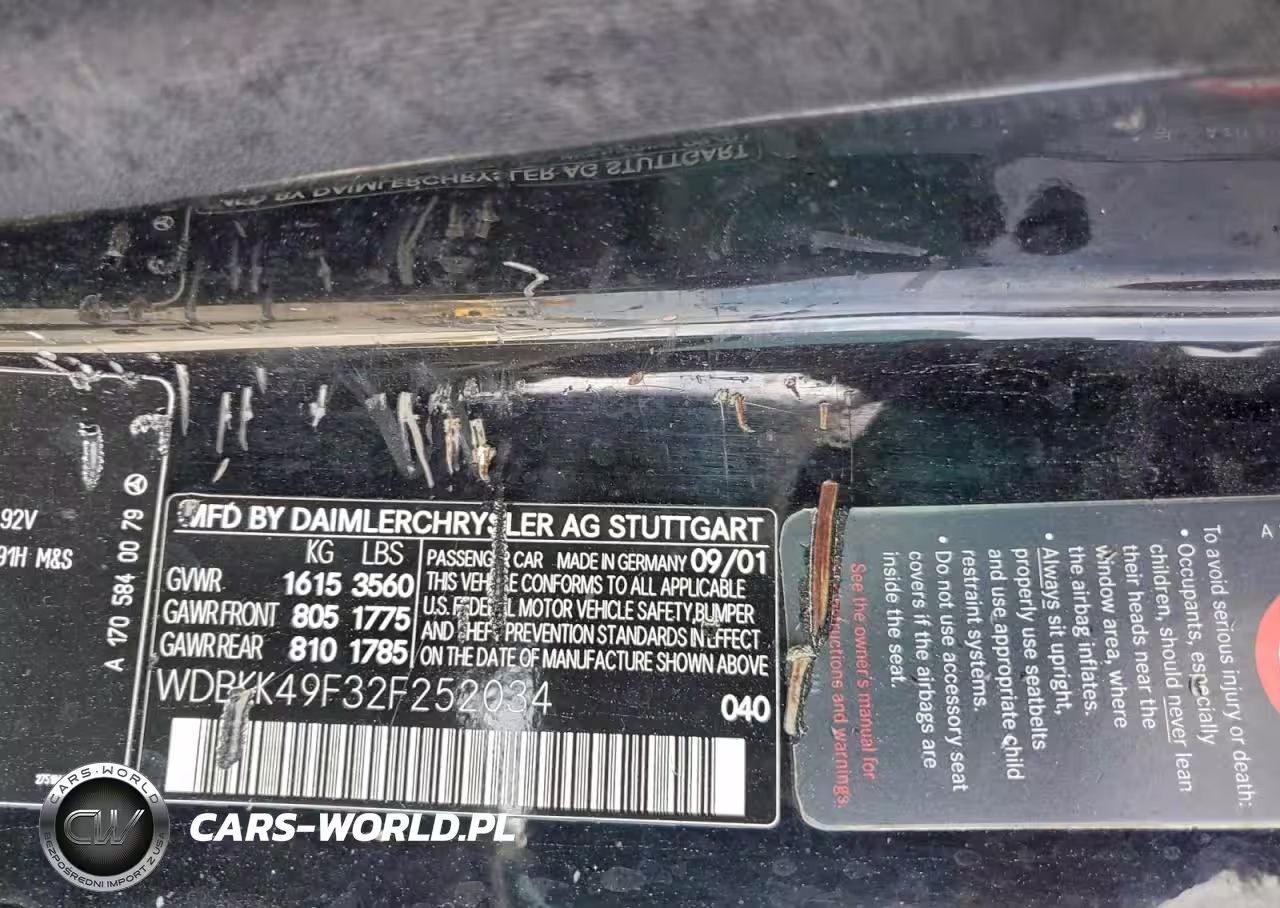 92V
91H M&S
A 170 584 00 79
MFD BY DAIMLERCHRYSLER AG STUTTGART
KG LBS
GVWR 1615 3560
GAWR FRONT 805 1775
GAWR REAR 810 1785
PASSENGER CAR MADE IN GERMANY 09/01
THIS VEHICLE CONFORMS TO ALL APPLICABLE
U.S. FEDERAL MOTOR VEHICLE SAFETY, BUMPER
AND THEFT PREVENTION STANDARDS IN EFFECT
ON THE DATE OF MANUFACTURE SHOWN ABOVE
WDBKK49F32F252034
040
A
To avoid serious injury or death:
• Occupants, especially
children, should never lean
their heads near the
window area, where
the airbag inflates.
• Always sit upright,
properly use seatbelts
and use appropriate child
restraint systems.
• Do not use accessory seat
covers if the airbags are
inside the seat.
See the owner's manual for
instructions and warnings.
CARS-WORLD
CW
BEZPOŚREDNI IMPORT Z USA
CARS-WORLD.PL